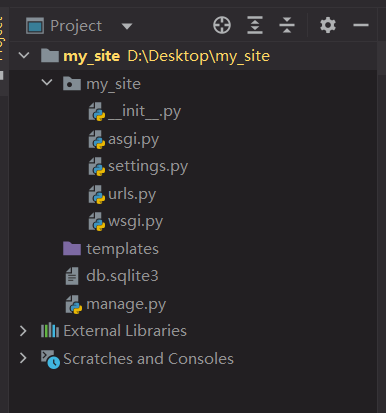 Project
Project
my_site D:\Desktop\my_site
my_site
__init__.py
asgi.py
settings.py
urls.py
wsgi.py
templates
db.sqlite3
manage.py
External Libraries
Scratches and Consoles